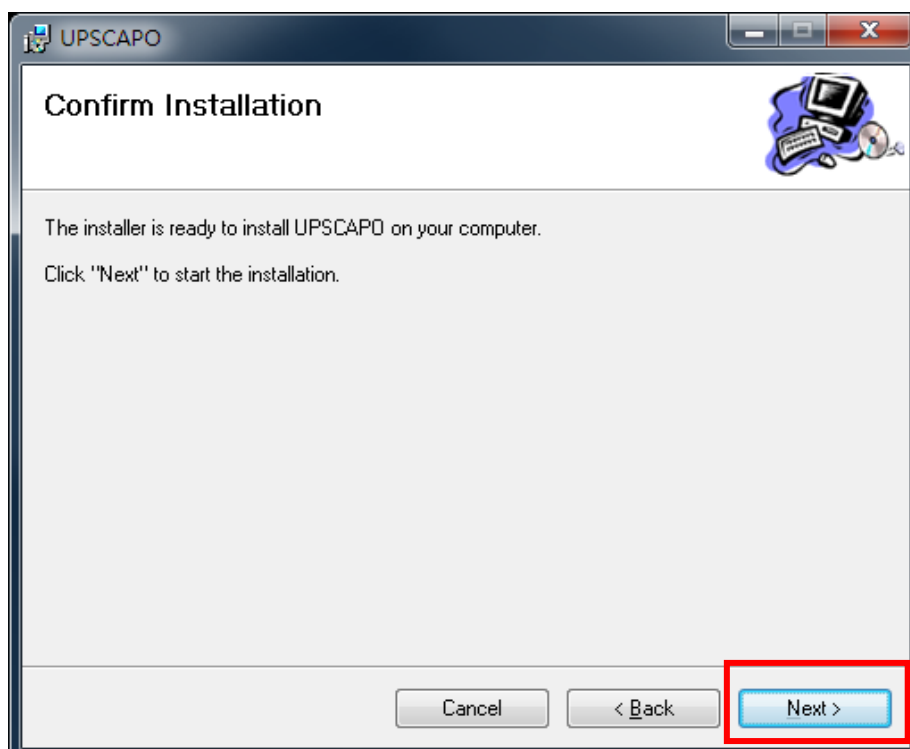 UPSCAPO
Confirm Installation
The installer is ready to install UPSCAPO on your computer.
Click "Next" to start the installation.
Cancel
< Back
Next >